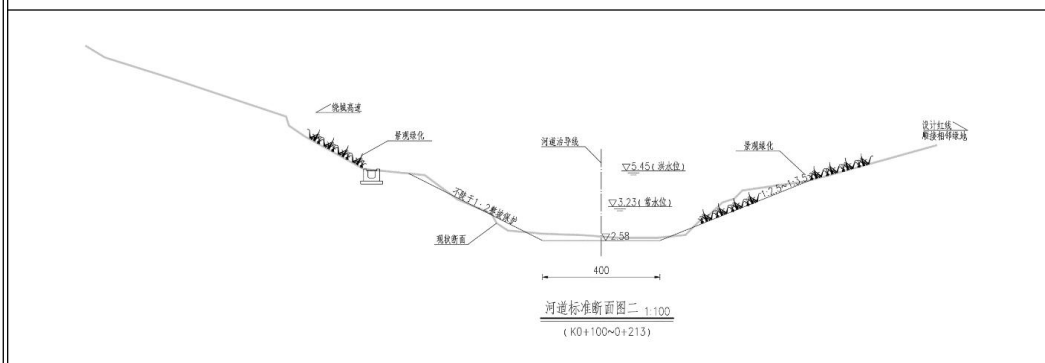 绕城高速
景观绿化
河道治导线
▽5.45(洪水位)
景观绿化
设计红线
顺接相邻绿地
▽3.23(常水位)
不陡于1:2整坡保护
1:2.5~1:3.5
现状断面
▽2.58
400
河道标准断面图二 1:100
(K0+100~0+213)